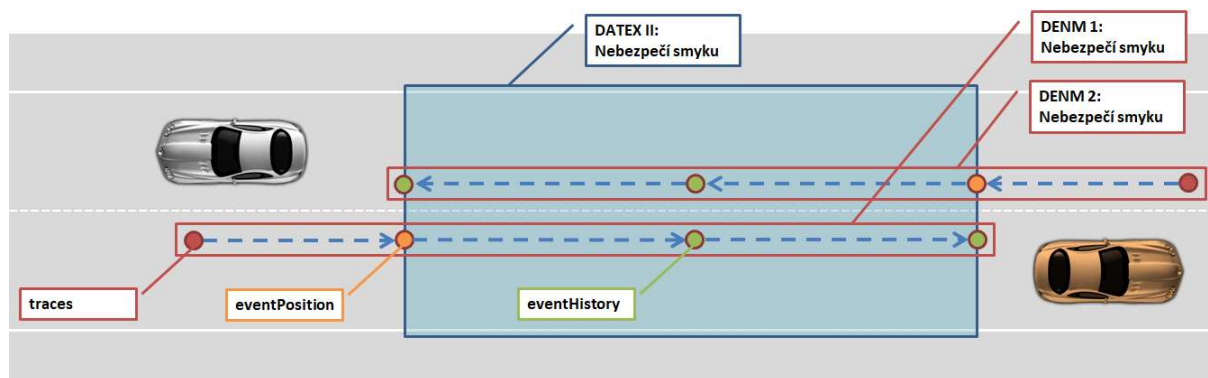 DATEX II:
Nebezpečí smyku
DENM 1:
Nebezpečí smyku
DENM 2:
Nebezpečí smyku
traces
eventPosition
eventHistory